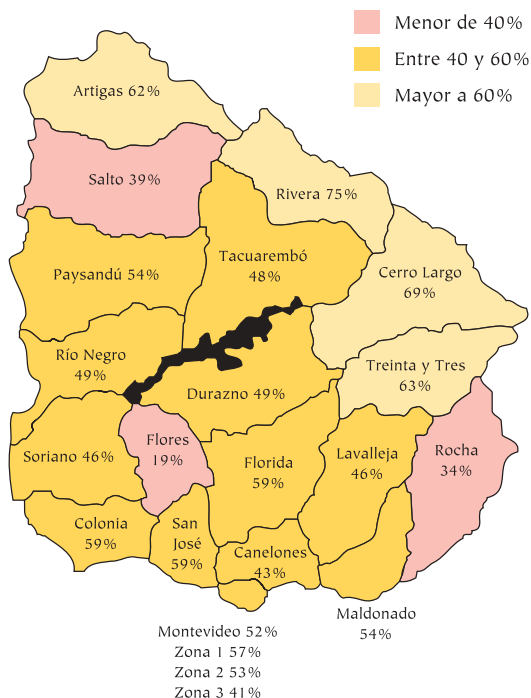 Menor de 40%
Entre 40 y 60%
Mayor a 60%
Artigas 62%
Salto 39%
Rivera 75%
Tacuarembó
48%
Paysandú 54%
Cerro Largo
69%
Río Negro
49%
Treinta y Tres
63%
Durazno 49%
Soriano 46%
Flores
19%
Florida
59%
Lavalleja
46%
Rocha
34%
Colonia
59%
San
José
59%
Canelones
43%
Maldonado
54%
Montevideo 52%
Zona 1 57%
Zona 2 53%
Zona 3 41%